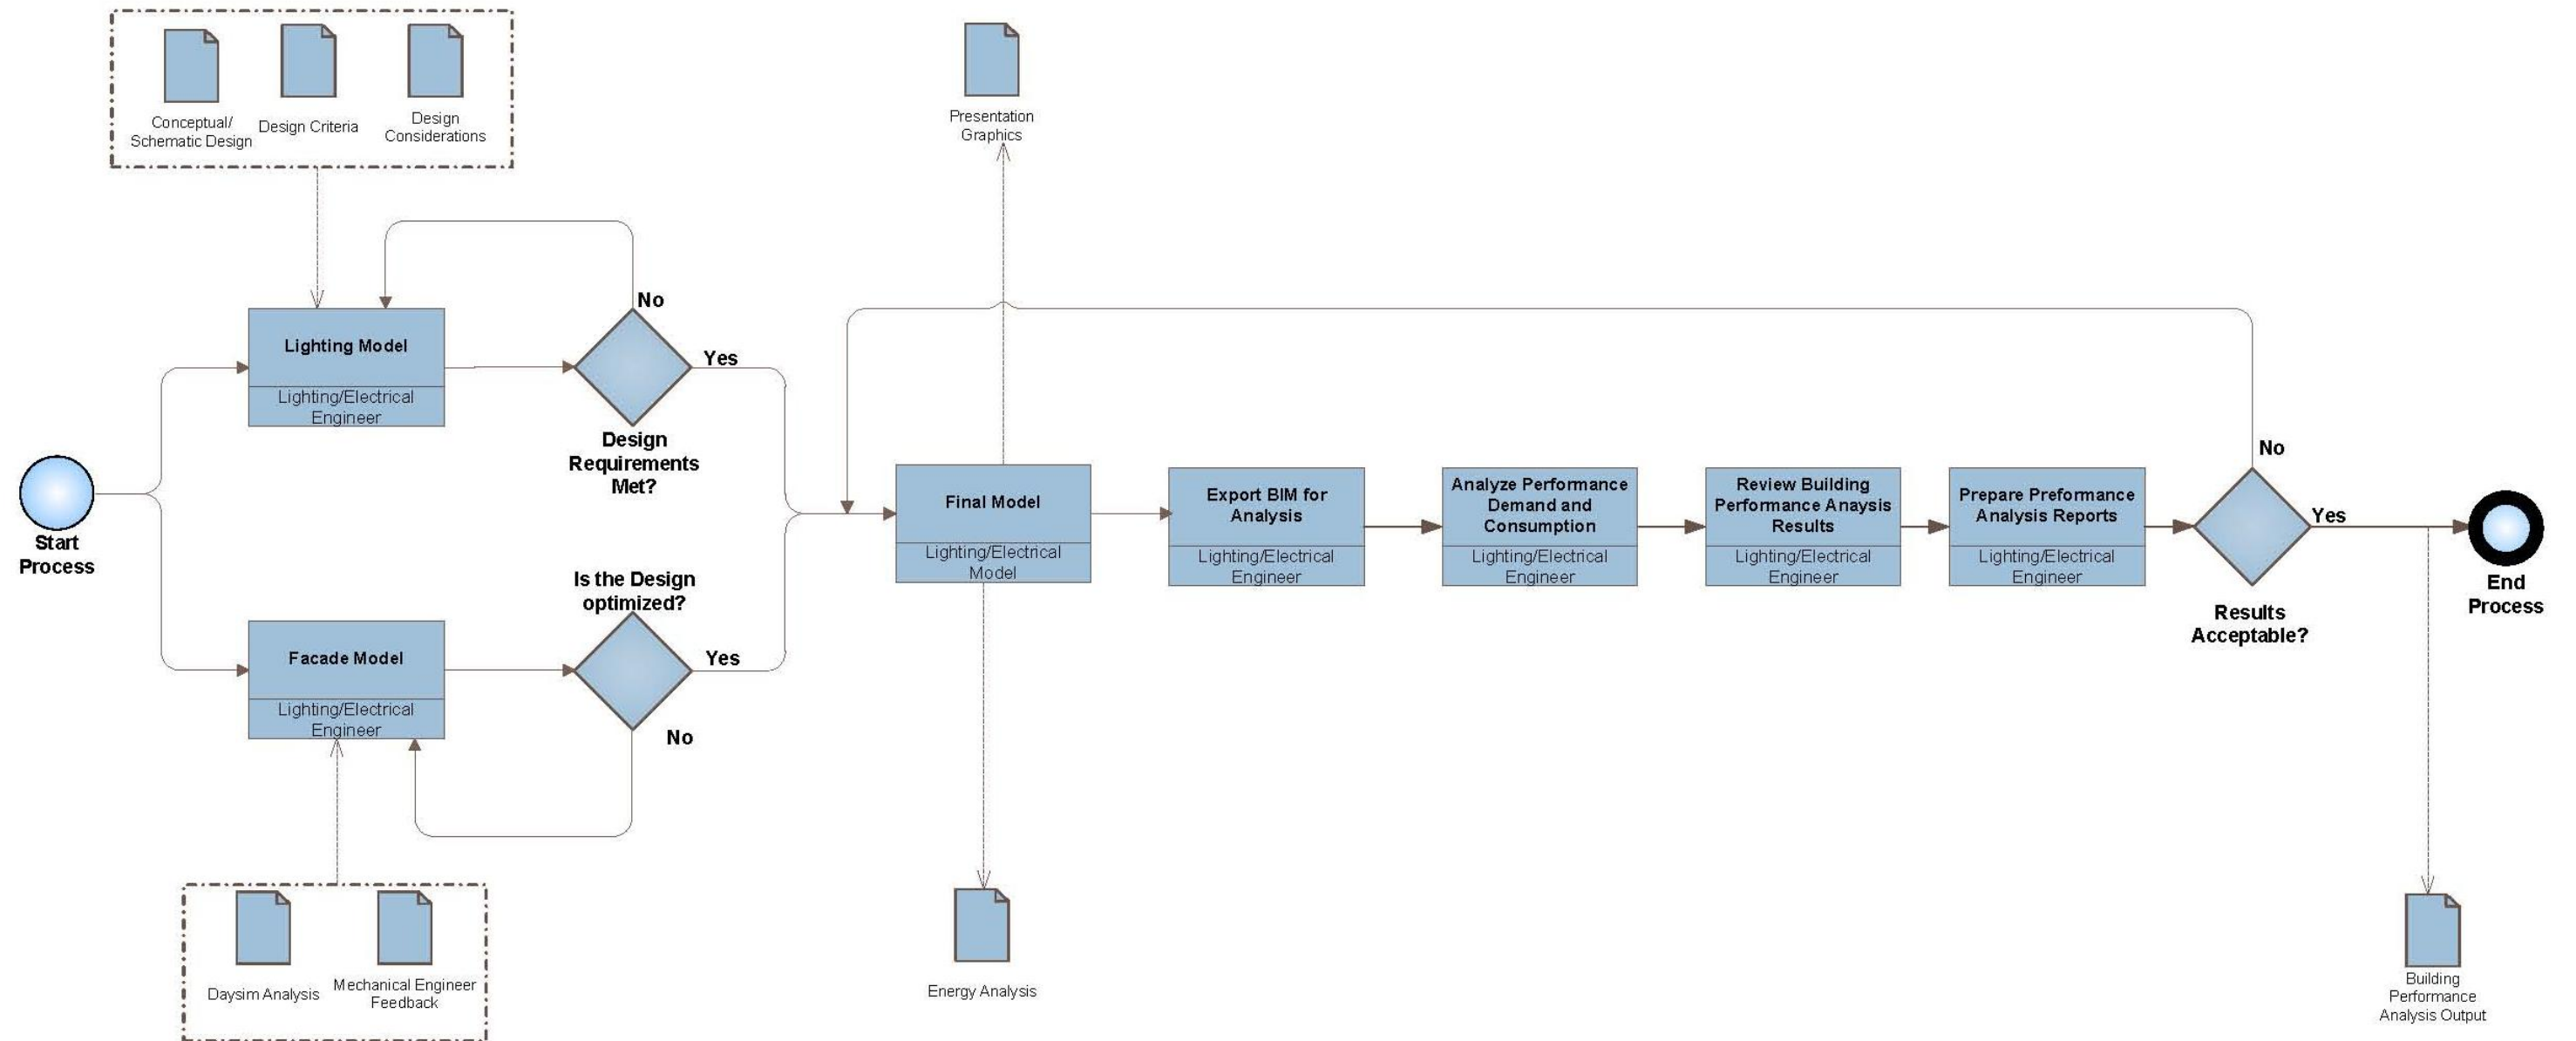 Conceptual/
Schematic Design
Design Criteria
Design
Considerations
Presentation
Graphics
No
Lighting Model
Lighting/Electrical
Engineer
Yes
Design
Requirements
Met?
Start
Process
Is the Design
optimized?
Facade Model
Lighting/Electrical
Engineer
Yes
No
Daysim Analysis
Mechanical Engineer
Feedback
Final Model
Lighting/Electrical
Model
Energy Analysis
Export BIM for
Analysis
Lighting/Electrical
Engineer
Analyze Performance
Demand and
Consumption
Lighting/Electrical
Engineer
Review Building
Performance Anaysis
Results
Lighting/Electrical
Engineer
Prepare Preformance
Analysis Reports
Lighting/Electrical
Engineer
No
Yes
Results
Acceptable?
End
Process
Building
Performance
Analysis Output